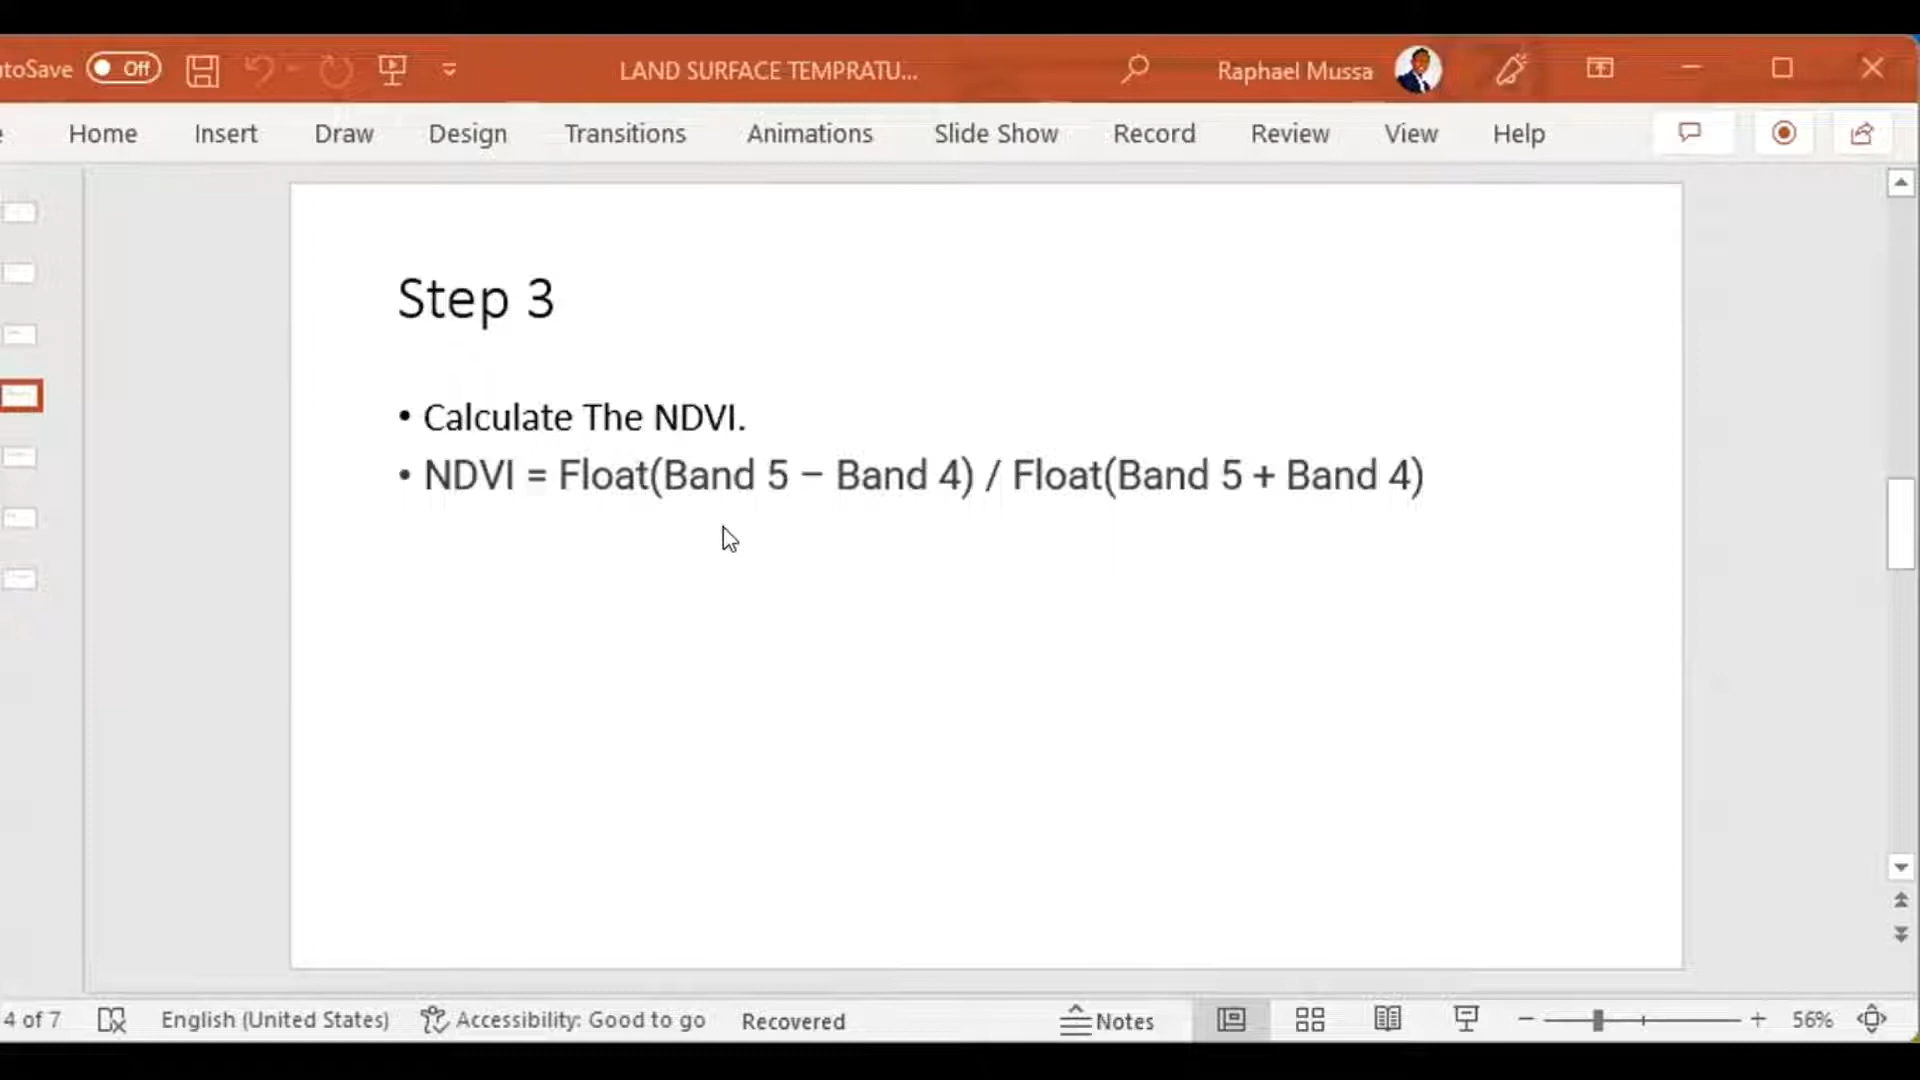 toSave Off LAND SURFACE TEMPRATU... Raphael Mussa
Home Insert Draw Design Transitions Animations Slide Show Record Review View Help
Step 3
• Calculate The NDVI.
• NDVI = Float(Band 5 – Band 4) / Float(Band 5 + Band 4)
4 of 7 English (United States) Accessibility: Good to go Recovered Notes 56%